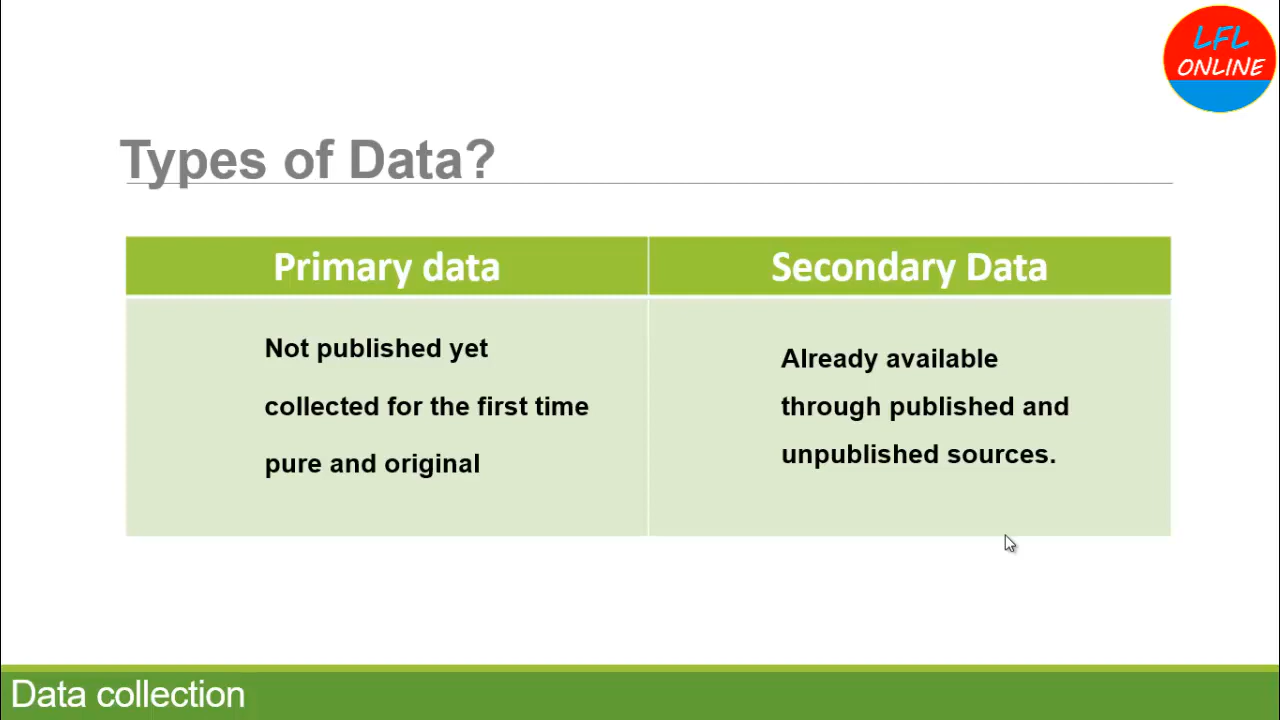 LFL
ONLINE
Types of Data?
Primary data
Secondary Data
Not published yet
collected for the first time
pure and original
Already available
through published and
unpublished sources.
Data collection